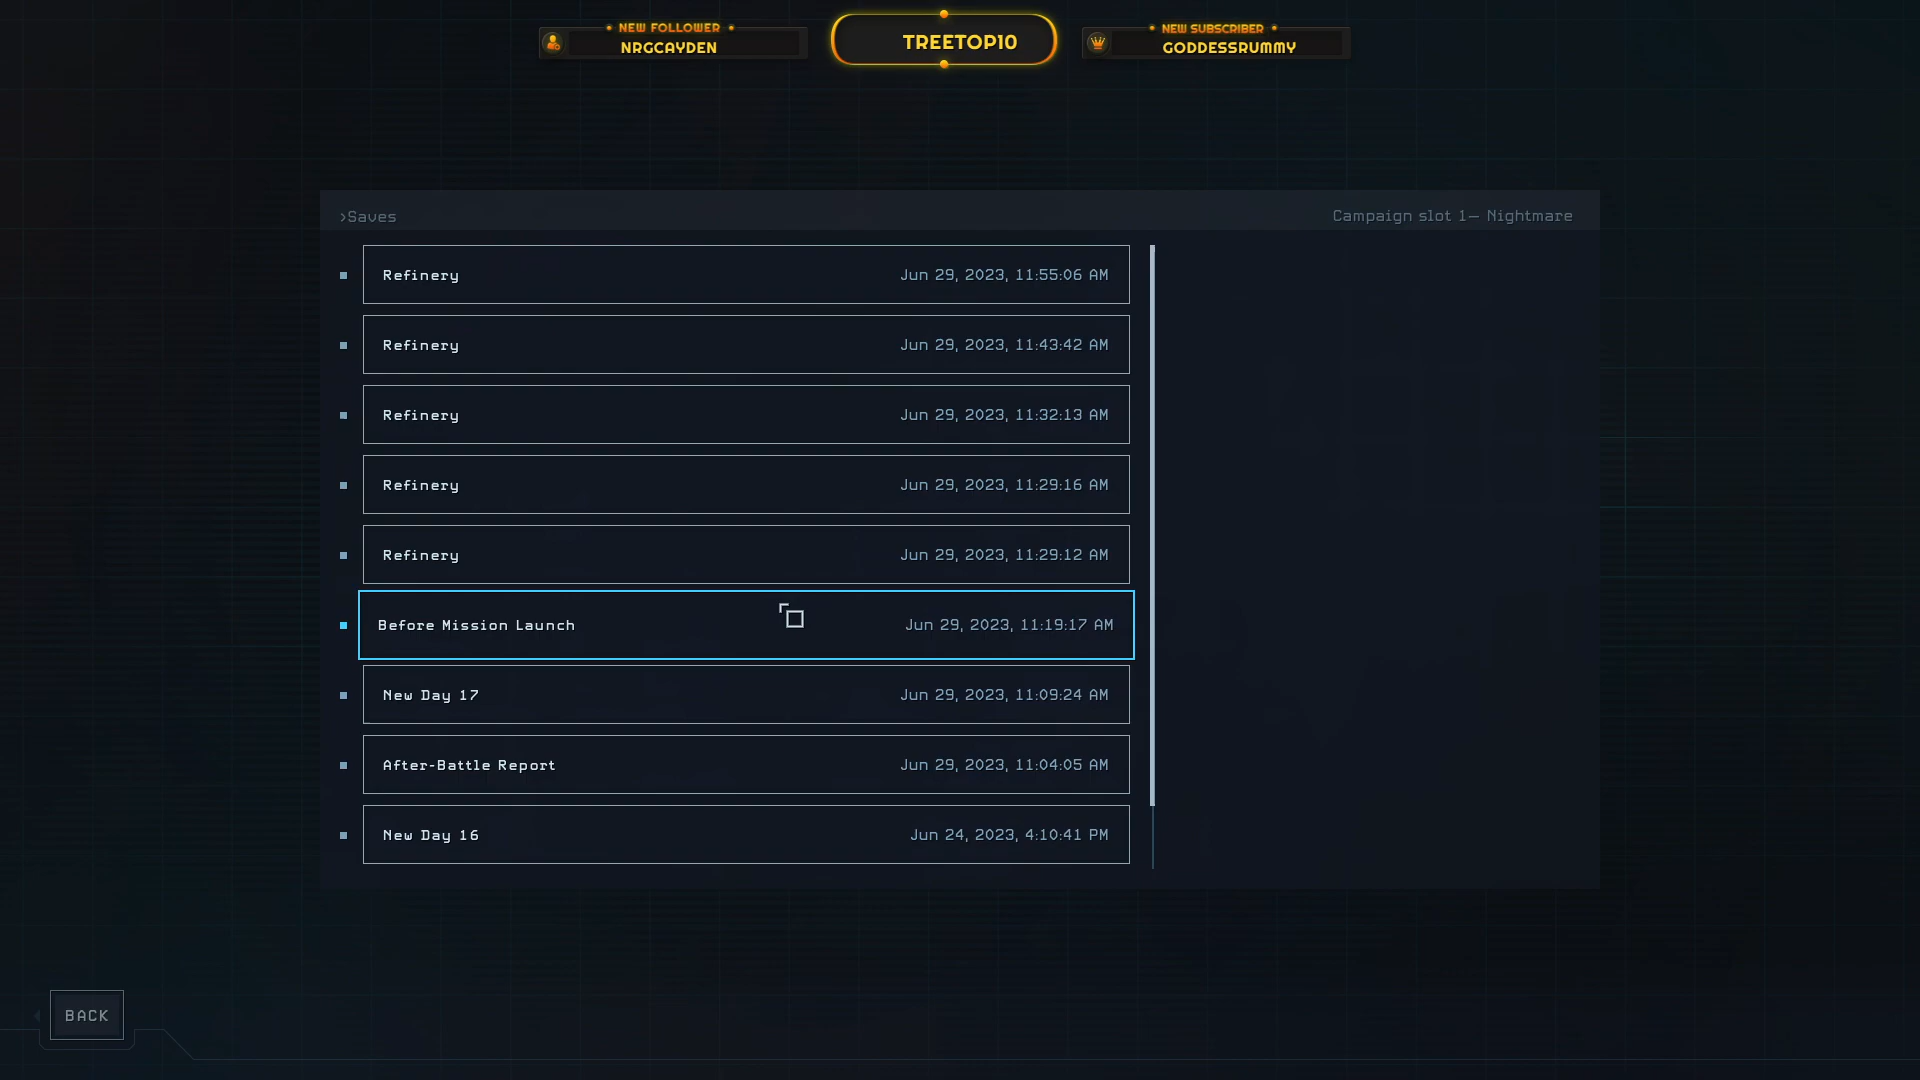 NEW FOLLOWER
NRGCAYDEN
TREETOP10
NEW SUBSCRIBER
GODDESSRUMMY
›Saves
Campaign slot 1— Nightmare
Refinery Jun 29, 2023, 11:55:06 AM
Refinery Jun 29, 2023, 11:43:42 AM
Refinery Jun 29, 2023, 11:32:13 AM
Refinery Jun 29, 2023, 11:29:16 AM
Refinery Jun 29, 2023, 11:29:12 AM
Before Mission Launch Jun 29, 2023, 11:19:17 AM
New Day 17 Jun 29, 2023, 11:09:24 AM
After-Battle Report Jun 29, 2023, 11:04:05 AM
New Day 16 Jun 24, 2023, 4:10:41 PM
BACK